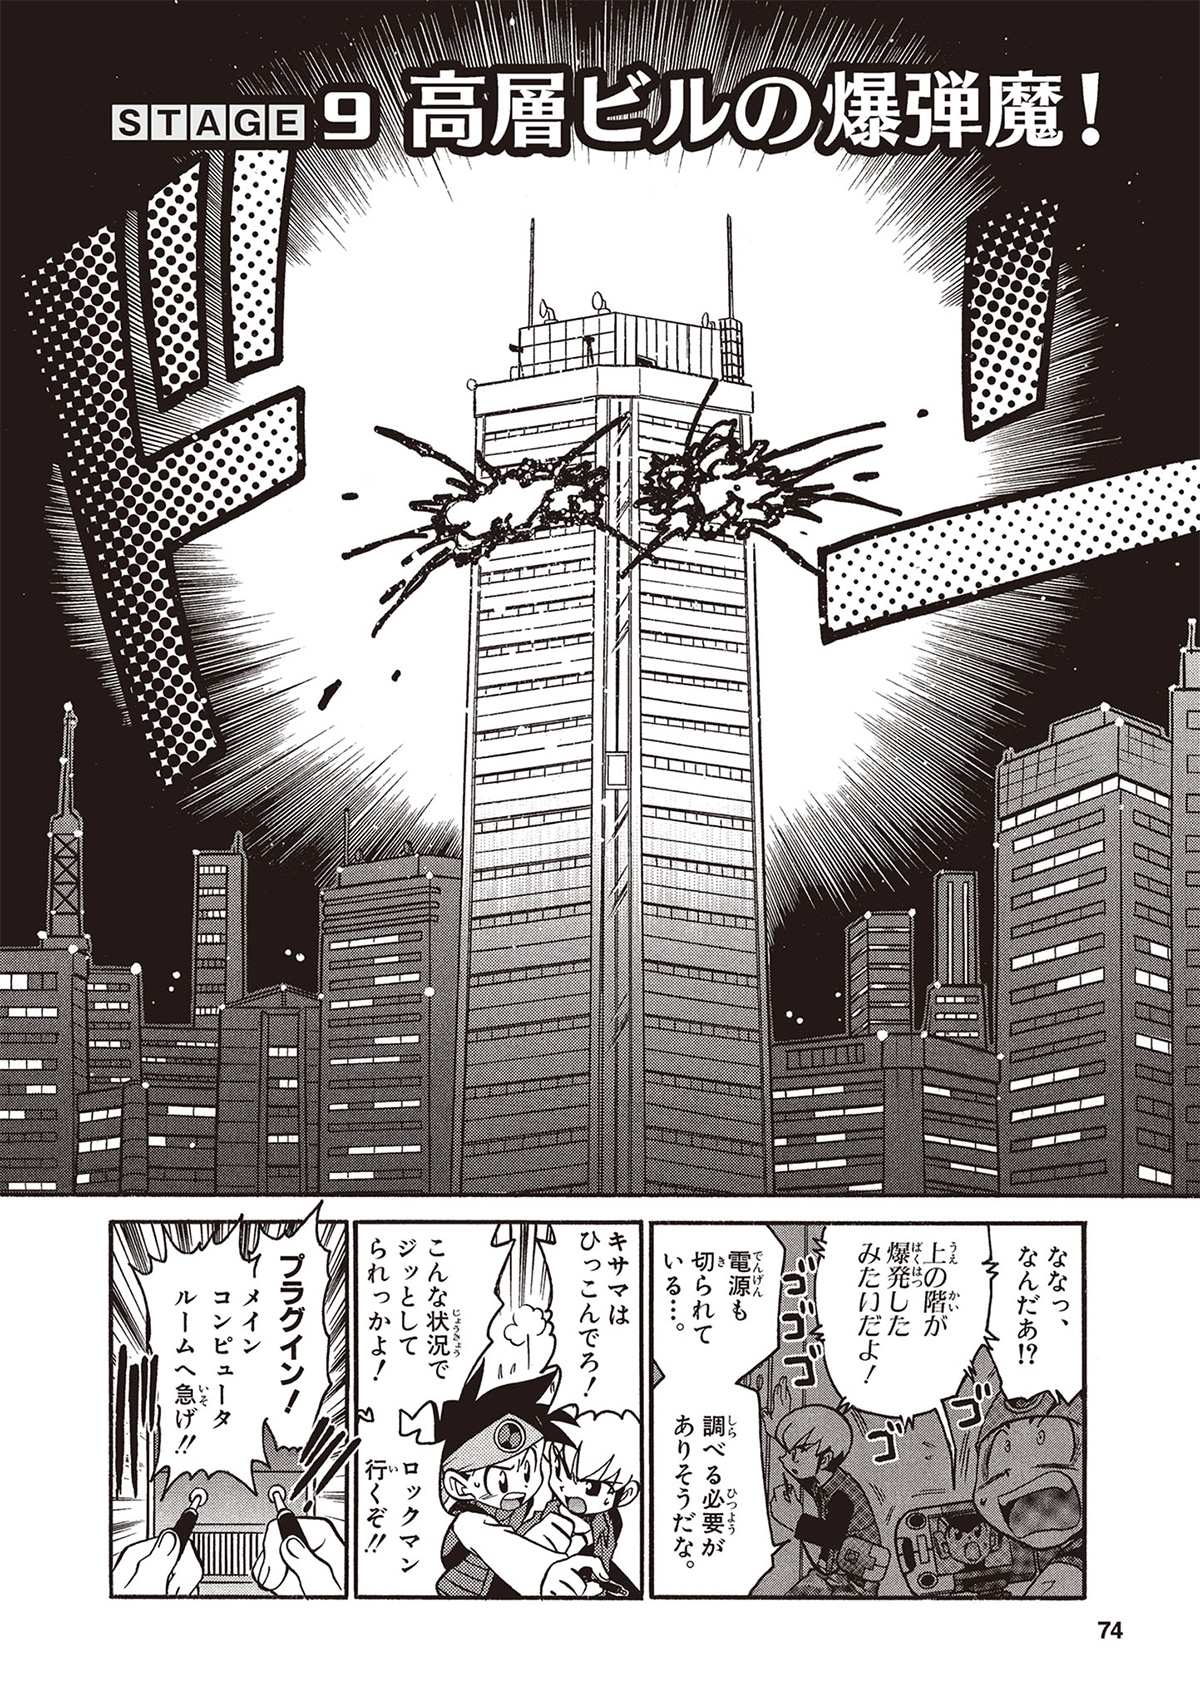 STAGE 9 高層ビルの爆弾魔!
ななっ、
なんだあ!?
上の階が
爆発した
みたいだよ!
ゴゴゴ
ゴゴ
電源も
切られて
いる…。
調べる必要が
ありそうだな。
キサマは
ひっこんでろ!
こんな状況で
ジッとして
られっかよ!
ロックマン
行くぞ!!
プラグイン!
メイン
コンピュータ
ルームへ急げ!!
74